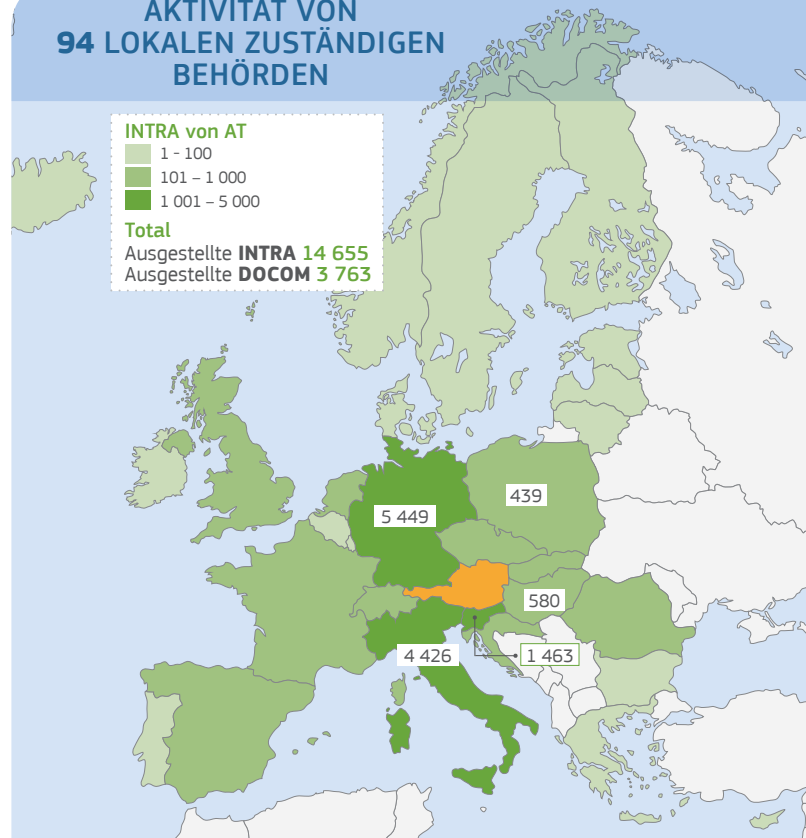 AKTIVITÄT VON
94 LOKALEN ZUSTÄNDIGEN
BEHÖRDEN
INTRA von AT
1 - 100
101 – 1 000
1 001 – 5 000
Total
Ausgestellte INTRA 14 655
Ausgestellte DOCOM 3 763
439
5 449
580
4 426
1 463